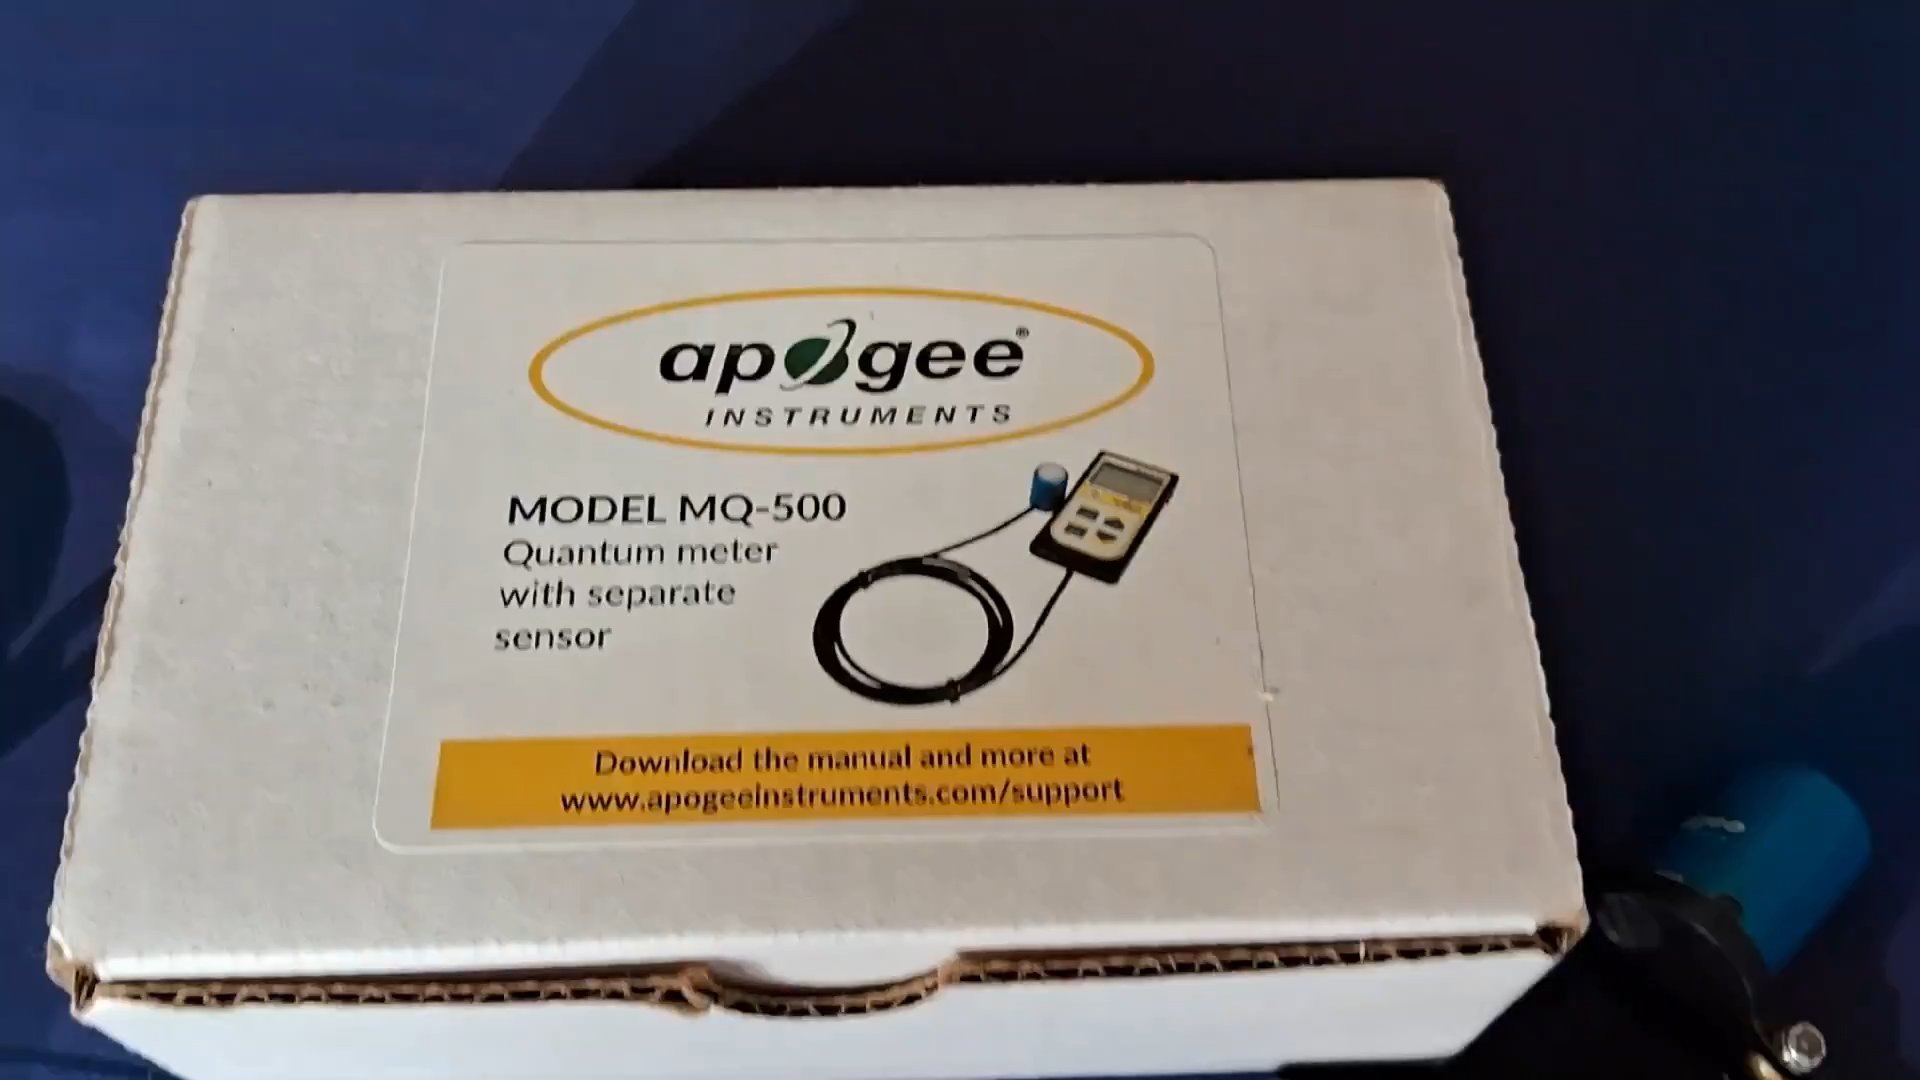 apogee®
INSTRUMENTS
MODEL MQ-500
Quantum meter
with separate
sensor
Download the manual and more at
www.apogeeinstruments.com/support